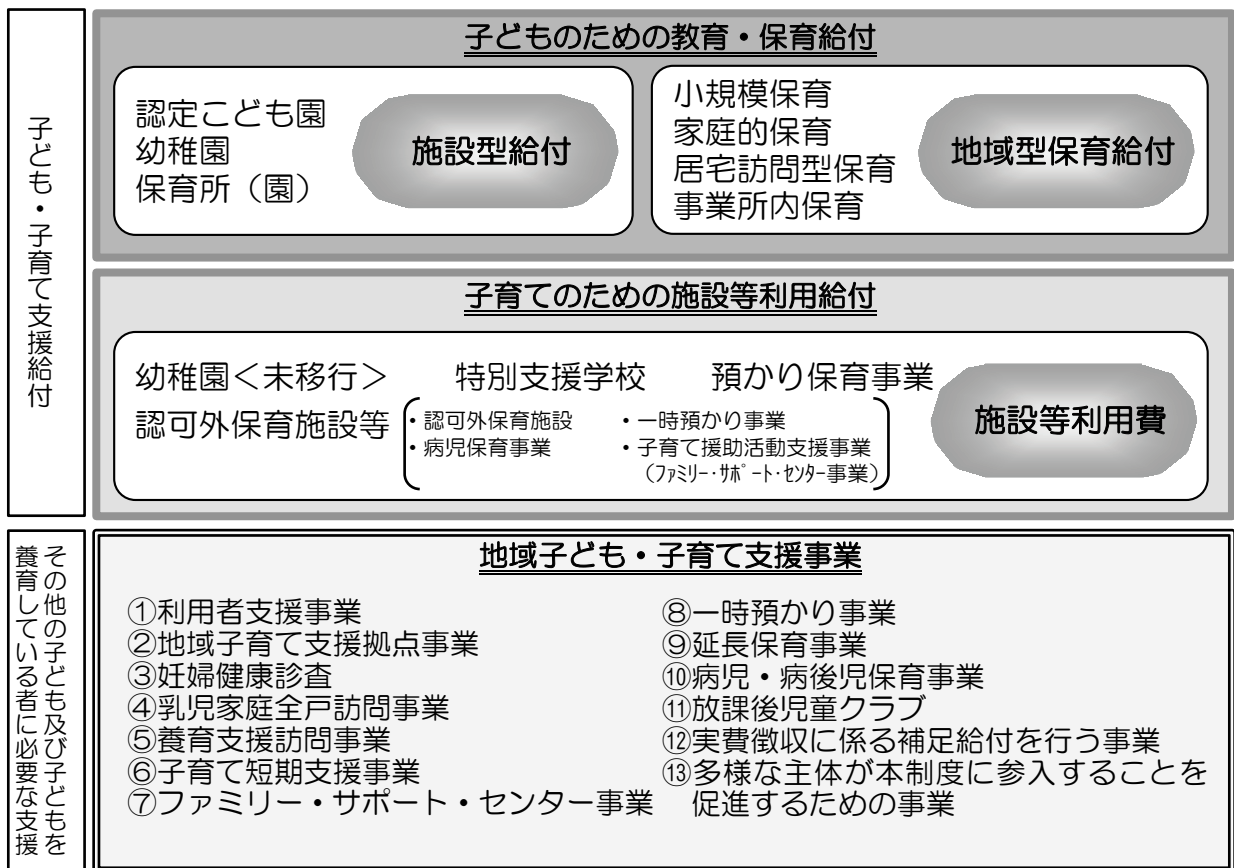 子ども・子育て支援給付
子どものための教育・保育給付
認定こども園
幼稚園
保育所（園）
施設型給付
小規模保育
家庭的保育
居宅訪問型保育
事業所内保育
地域型保育給付
子育てのための施設等利用給付
幼稚園＜未移行＞　特別支援学校　預かり保育事業
認可外保育施設等
・認可外保育施設
・病児保育事業
・一時預かり事業
・子育て援助活動支援事業
（ﾌｧﾐﾘｰ・ｻﾎﾟｰﾄ・ｾﾝﾀｰ事業）
施設等利用費
その他の子ども及び子どもを
養育している者に必要な支援
地域子ども・子育て支援事業
①利用者支援事業
②地域子育て支援拠点事業
③妊婦健康診査
④乳児家庭全戸訪問事業
⑤養育支援訪問事業
⑥子育て短期支援事業
⑦ファミリー・サポート・センター事業
⑧一時預かり事業
⑨延長保育事業
⑩病児・病後児保育事業
⑪放課後児童クラブ
⑫実費徴収に係る補足給付を行う事業
⑬多様な主体が本制度に参入することを
促進するための事業